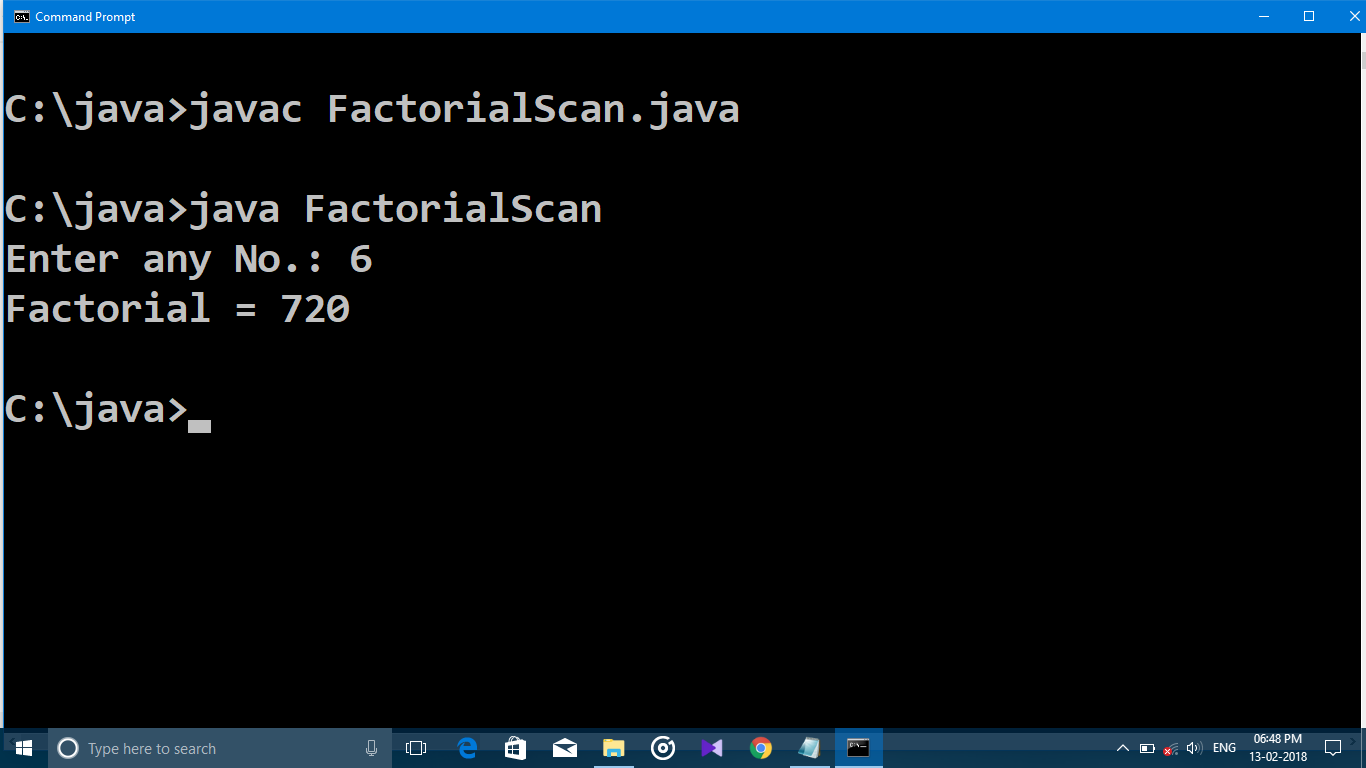 Command Prompt
C:\java>javac FactorialScan.java
C:\java>java FactorialScan
Enter any No.: 6
Factorial = 720
C:\java>
Type here to search
ENG
06:48 PM
13-02-2018